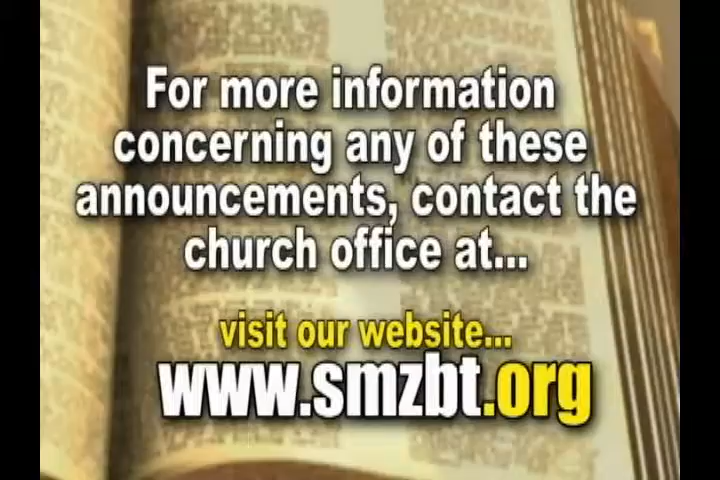 For more information
concerning any of these
announcements, contact the
church office at...
visit our website...
www.smzbt.org